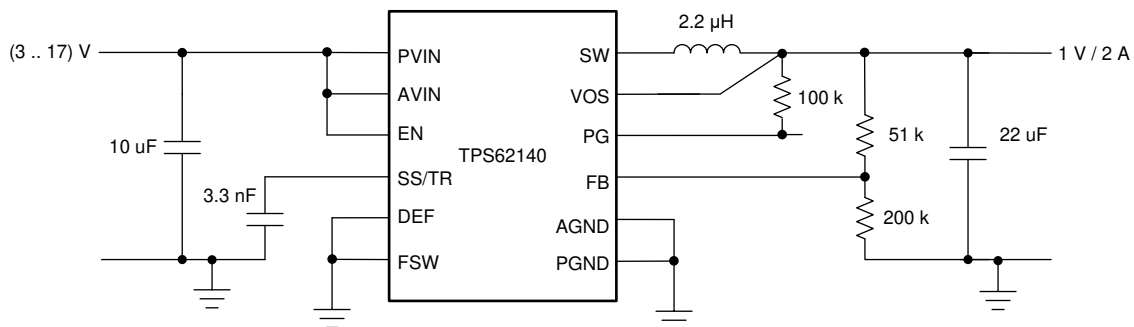 (3 .. 17) V
10 uF
3.3 nF
PVIN
AVIN
EN
SS/TR
DEF
FSW
TPS62140
SW
VOS
PG
FB
AGND
PGND
2.2 µH
100 k
51 k
200 k
22 uF
1 V / 2 A